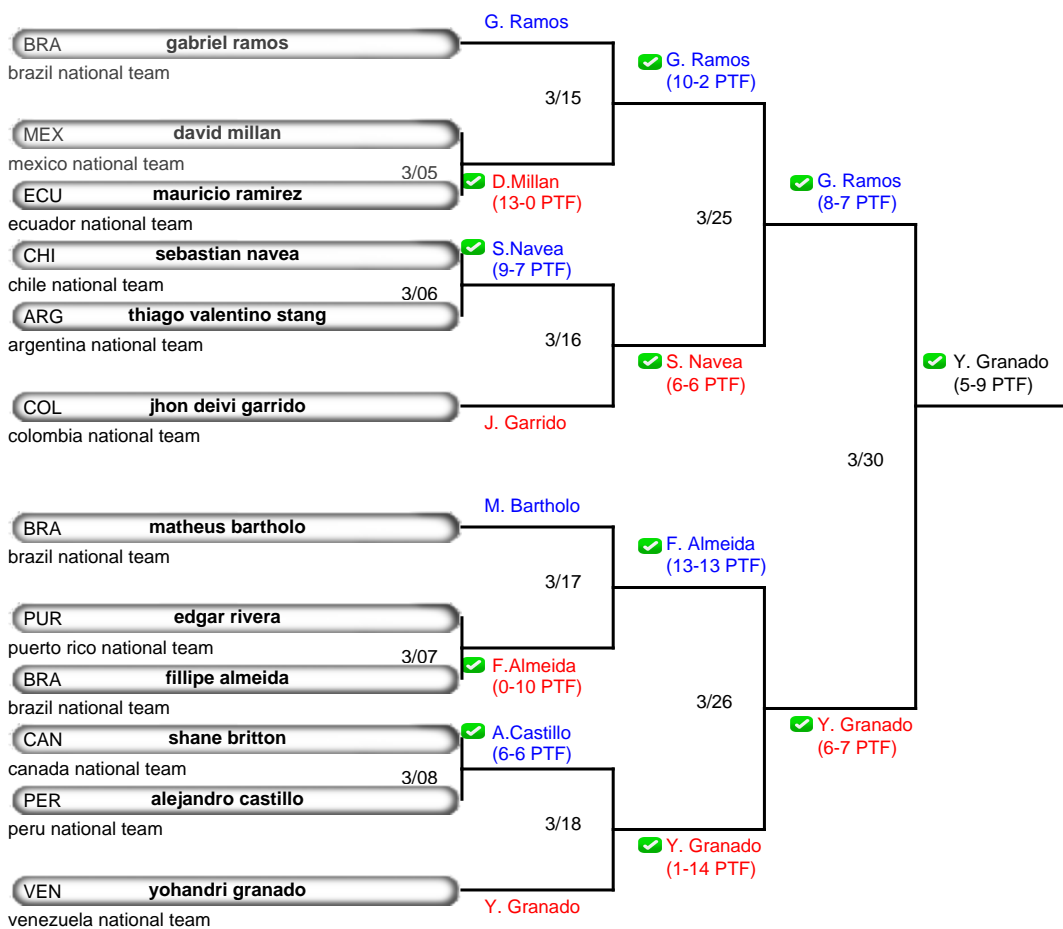 G. Ramos
BRA gabriel ramos
brazil national team
G. Ramos
(10-2 PTF)
3/15
MEX david millan
mexico national team
3/05
D.Millan
(13-0 PTF)
ECU mauricio ramirez
ecuador national team
G. Ramos
(8-7 PTF)
3/25
CHI sebastian navea
chile national team
S.Navea
(9-7 PTF)
3/06
ARG thiago valentino stang
argentina national team
3/16
S. Navea
(6-6 PTF)
Y. Granado
(5-9 PTF)
COL jhon deivi garrido
colombia national team
J. Garrido
3/30
M. Bartholo
BRA matheus bartholo
brazil national team
F. Almeida
(13-13 PTF)
3/17
PUR edgar rivera
puerto rico national team
3/07
F.Almeida
(0-10 PTF)
BRA fillipe almeida
brazil national team
3/26
Y. Granado
(6-7 PTF)
CAN shane britton
canada national team
A.Castillo
(6-6 PTF)
3/08
PER alejandro castillo
peru national team
3/18
Y. Granado
(1-14 PTF)
VEN yohandri granado
venezuela national team
Y. Granado